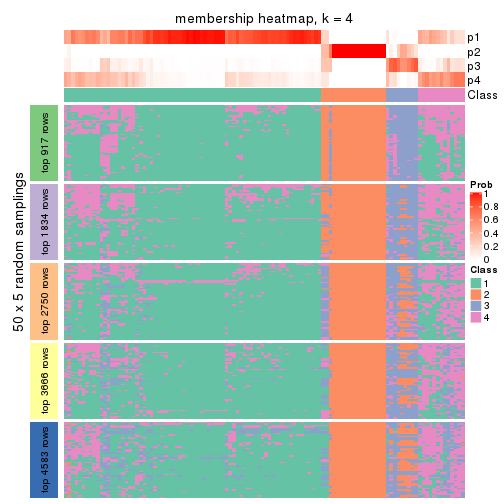 membership heatmap, k = 4
p1
p2
p3
p4
Class
50 x 5 random samplings
top 917 rows
top 1834 rows
top 2750 rows
top 3666 rows
top 4583 rows
Prob
1
0.8
0.6
0.4
0.2
0
Class
1
2
3
4